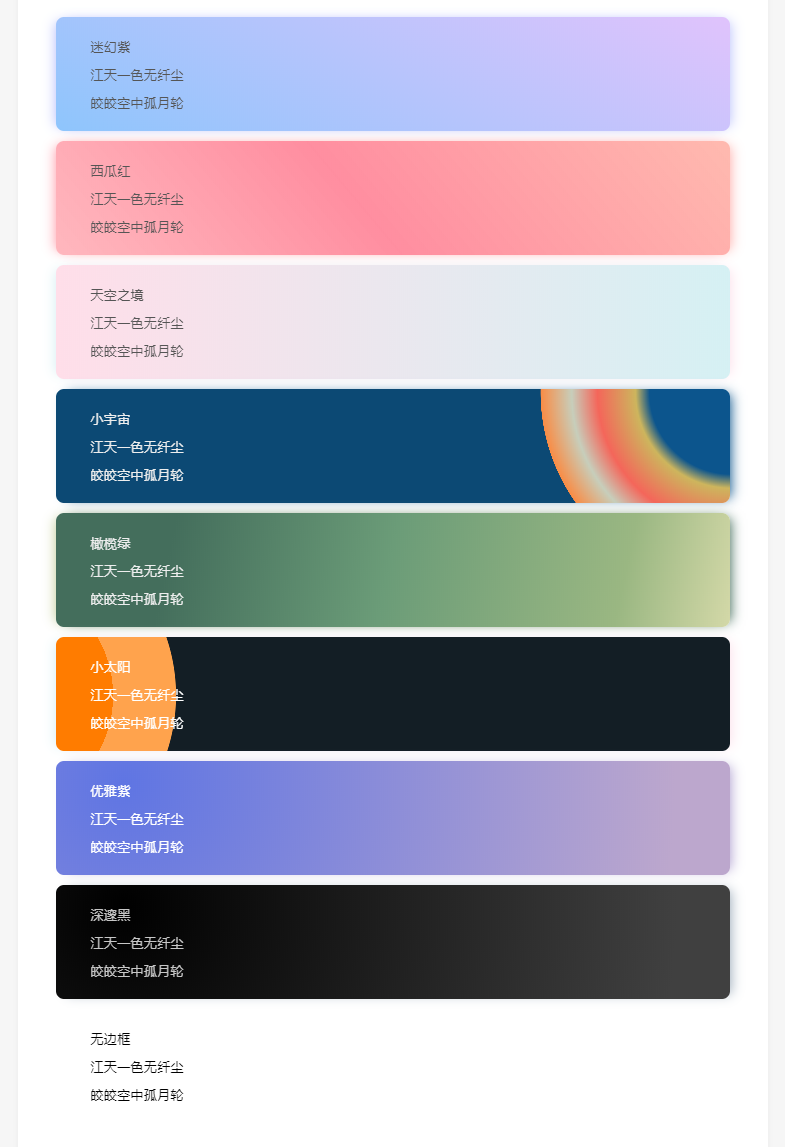 迷幻紫
江天一色无纤尘
皎皎空中孤月轮
西瓜红
江天一色无纤尘
皎皎空中孤月轮
天空之境
江天一色无纤尘
皎皎空中孤月轮
小宇宙
江天一色无纤尘
皎皎空中孤月轮
橄榄绿
江天一色无纤尘
皎皎空中孤月轮
小太阳
江天一色无纤尘
皎皎空中孤月轮
优雅紫
江天一色无纤尘
皎皎空中孤月轮
深邃黑
江天一色无纤尘
皎皎空中孤月轮
无边框
江天一色无纤尘
皎皎空中孤月轮